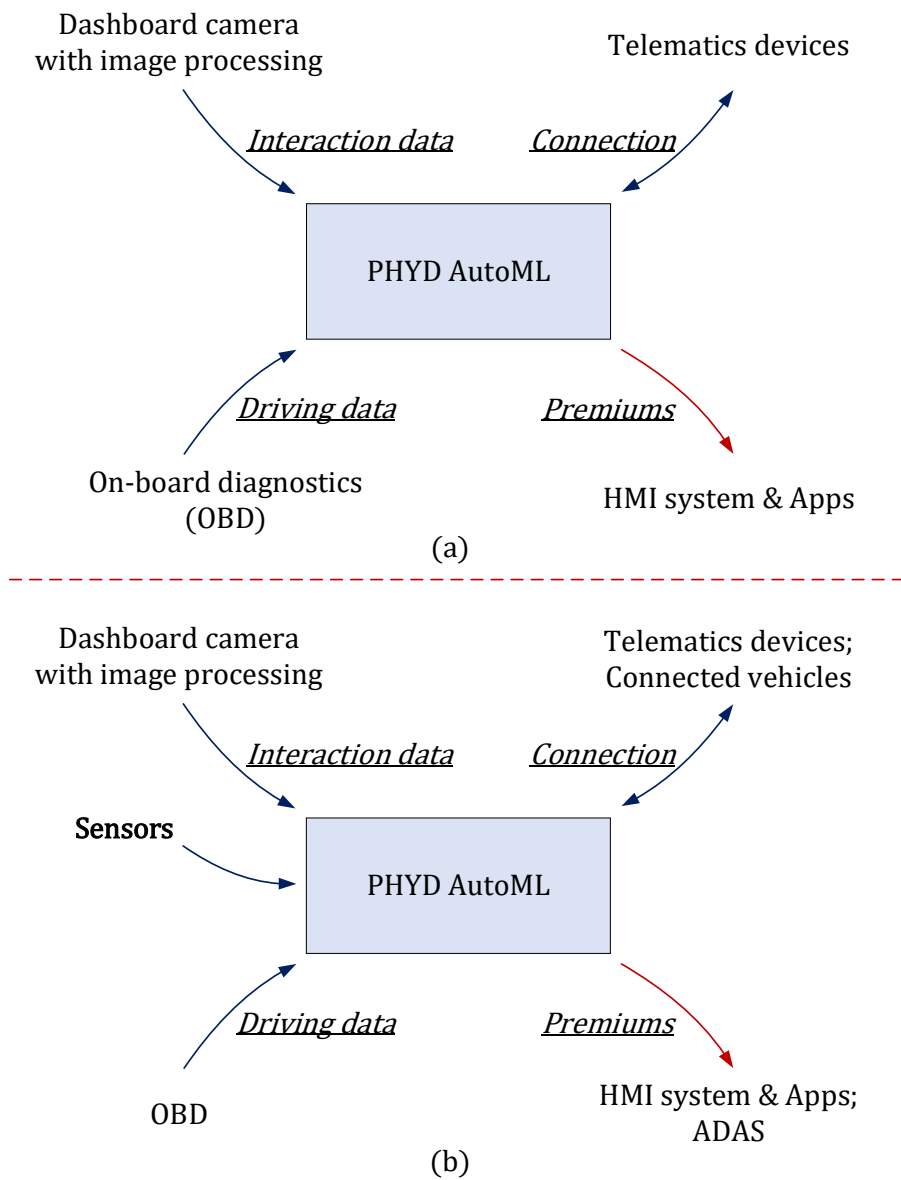 Dashboard camera
with image processing
Telematics devices
Interaction data
Connection
PHYD AutoML
Driving data
Premiums
On-board diagnostics
(OBD)
HMI system & Apps
(a)
Dashboard camera
with image processing
Telematics devices;
Connected vehicles
Interaction data
Connection
Sensors
PHYD AutoML
Driving data
Premiums
OBD
HMI system & Apps;
ADAS
(b)